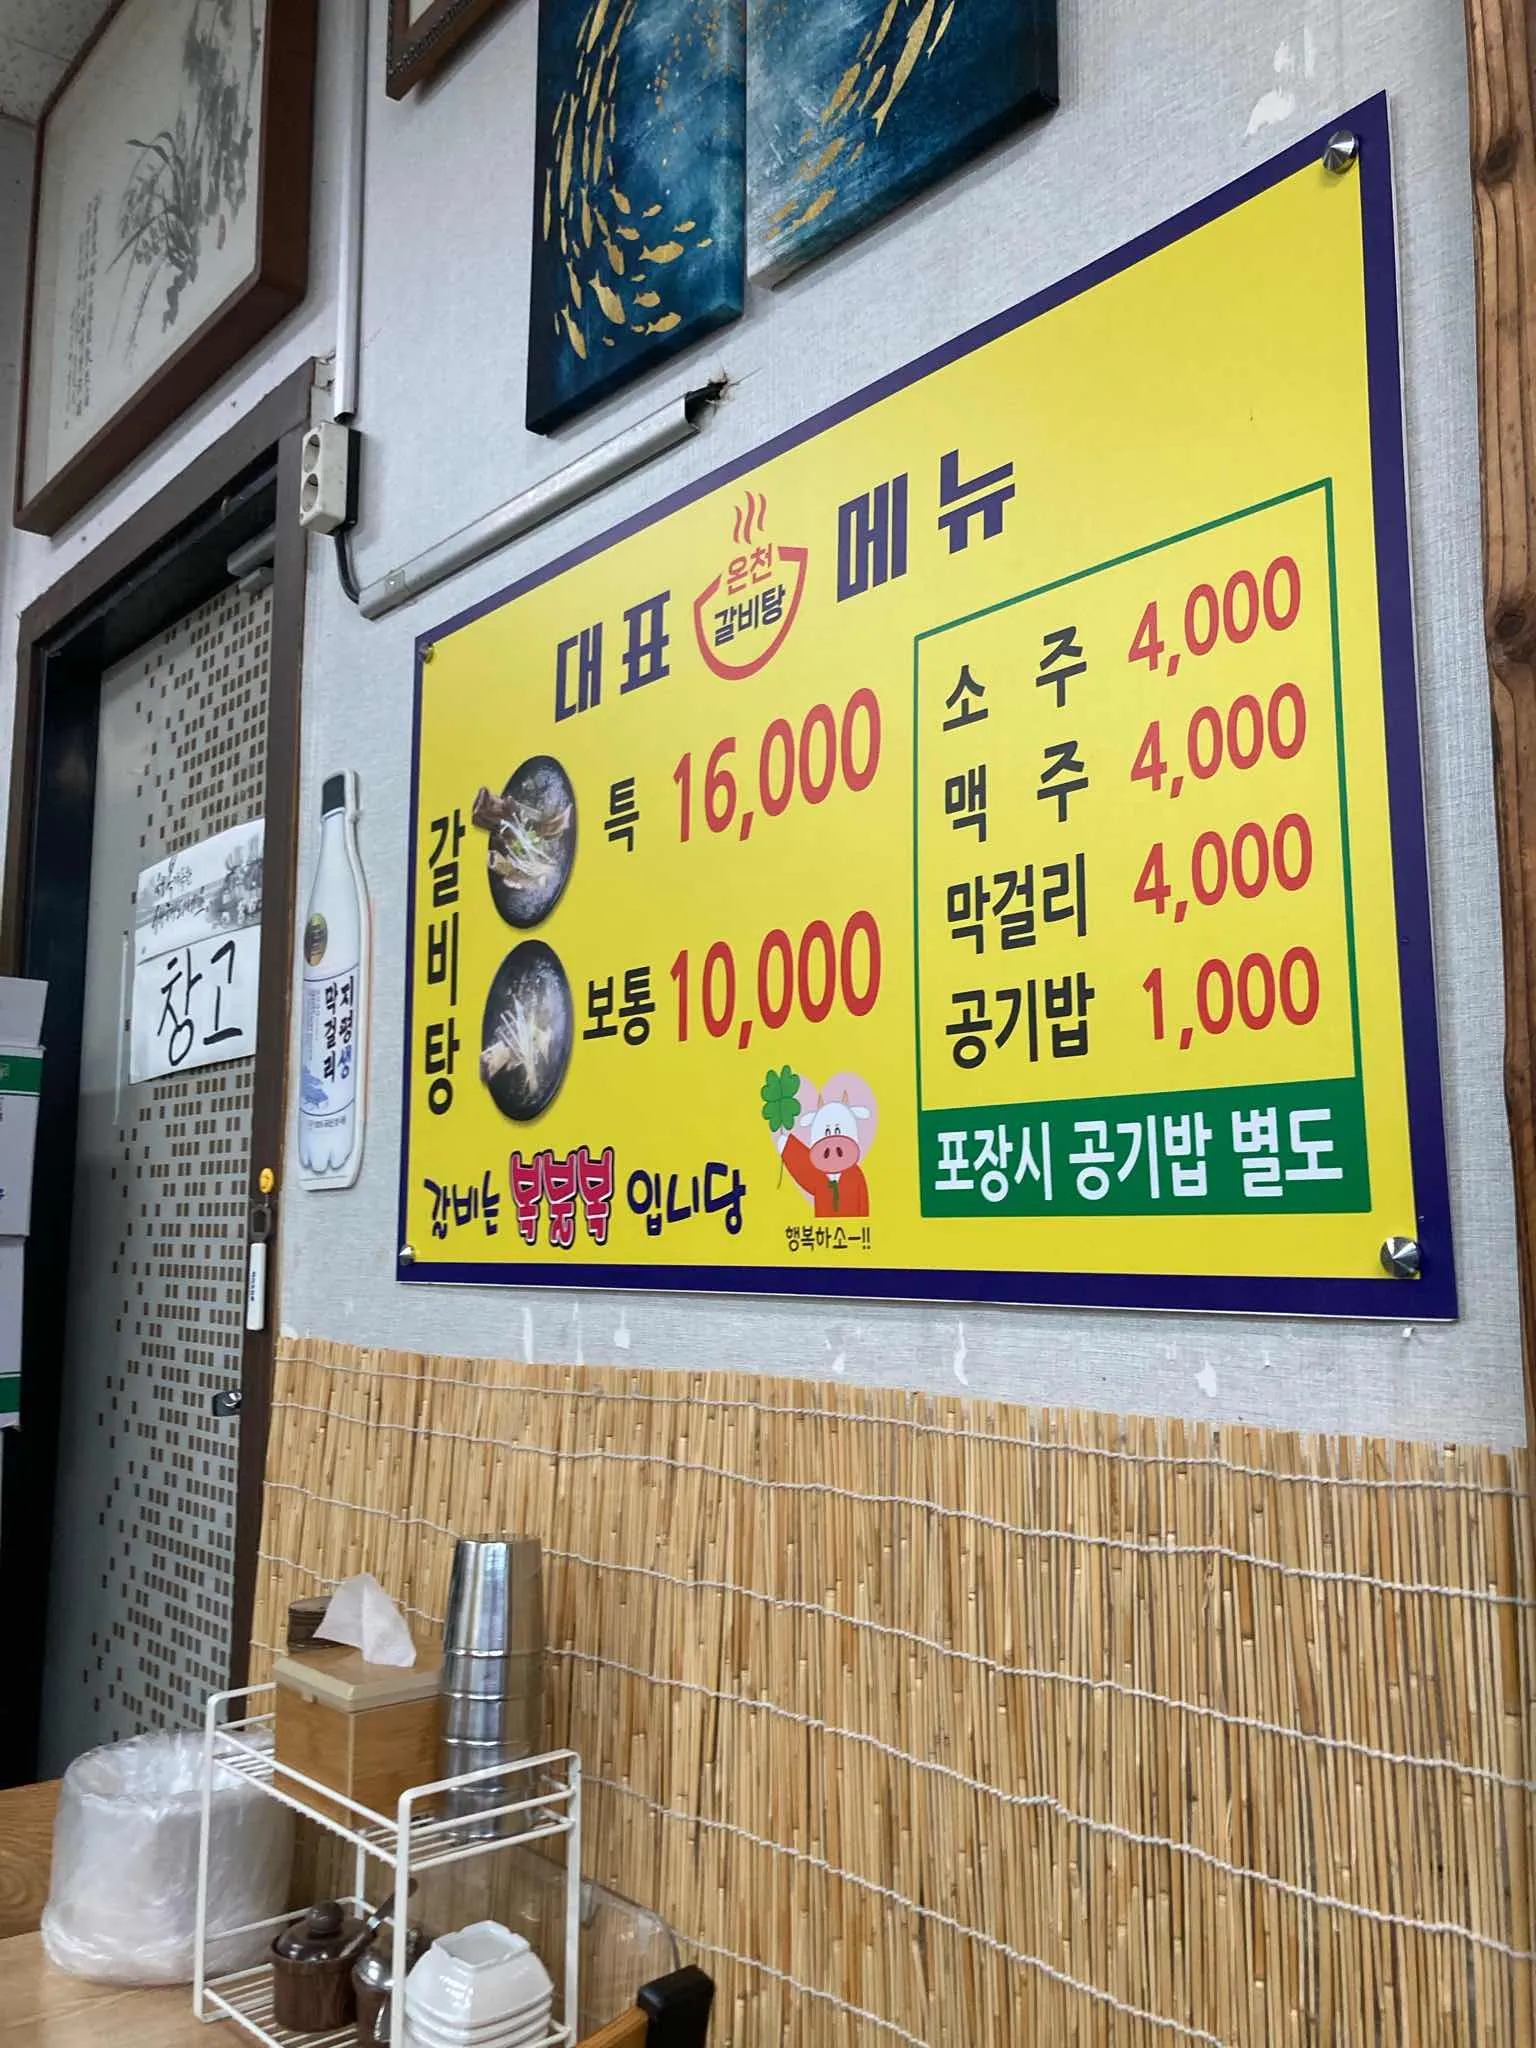 대표 온천 갈비탕 메뉴
갈비탕
특 16,000
보통 10,000
갈비는 복불복 입니당
행복하소~!!
소주 4,000
맥주 4,000
막걸리 4,000
공기밥 1,000
포장시 공기밥 별도
창고
지평생
막걸리